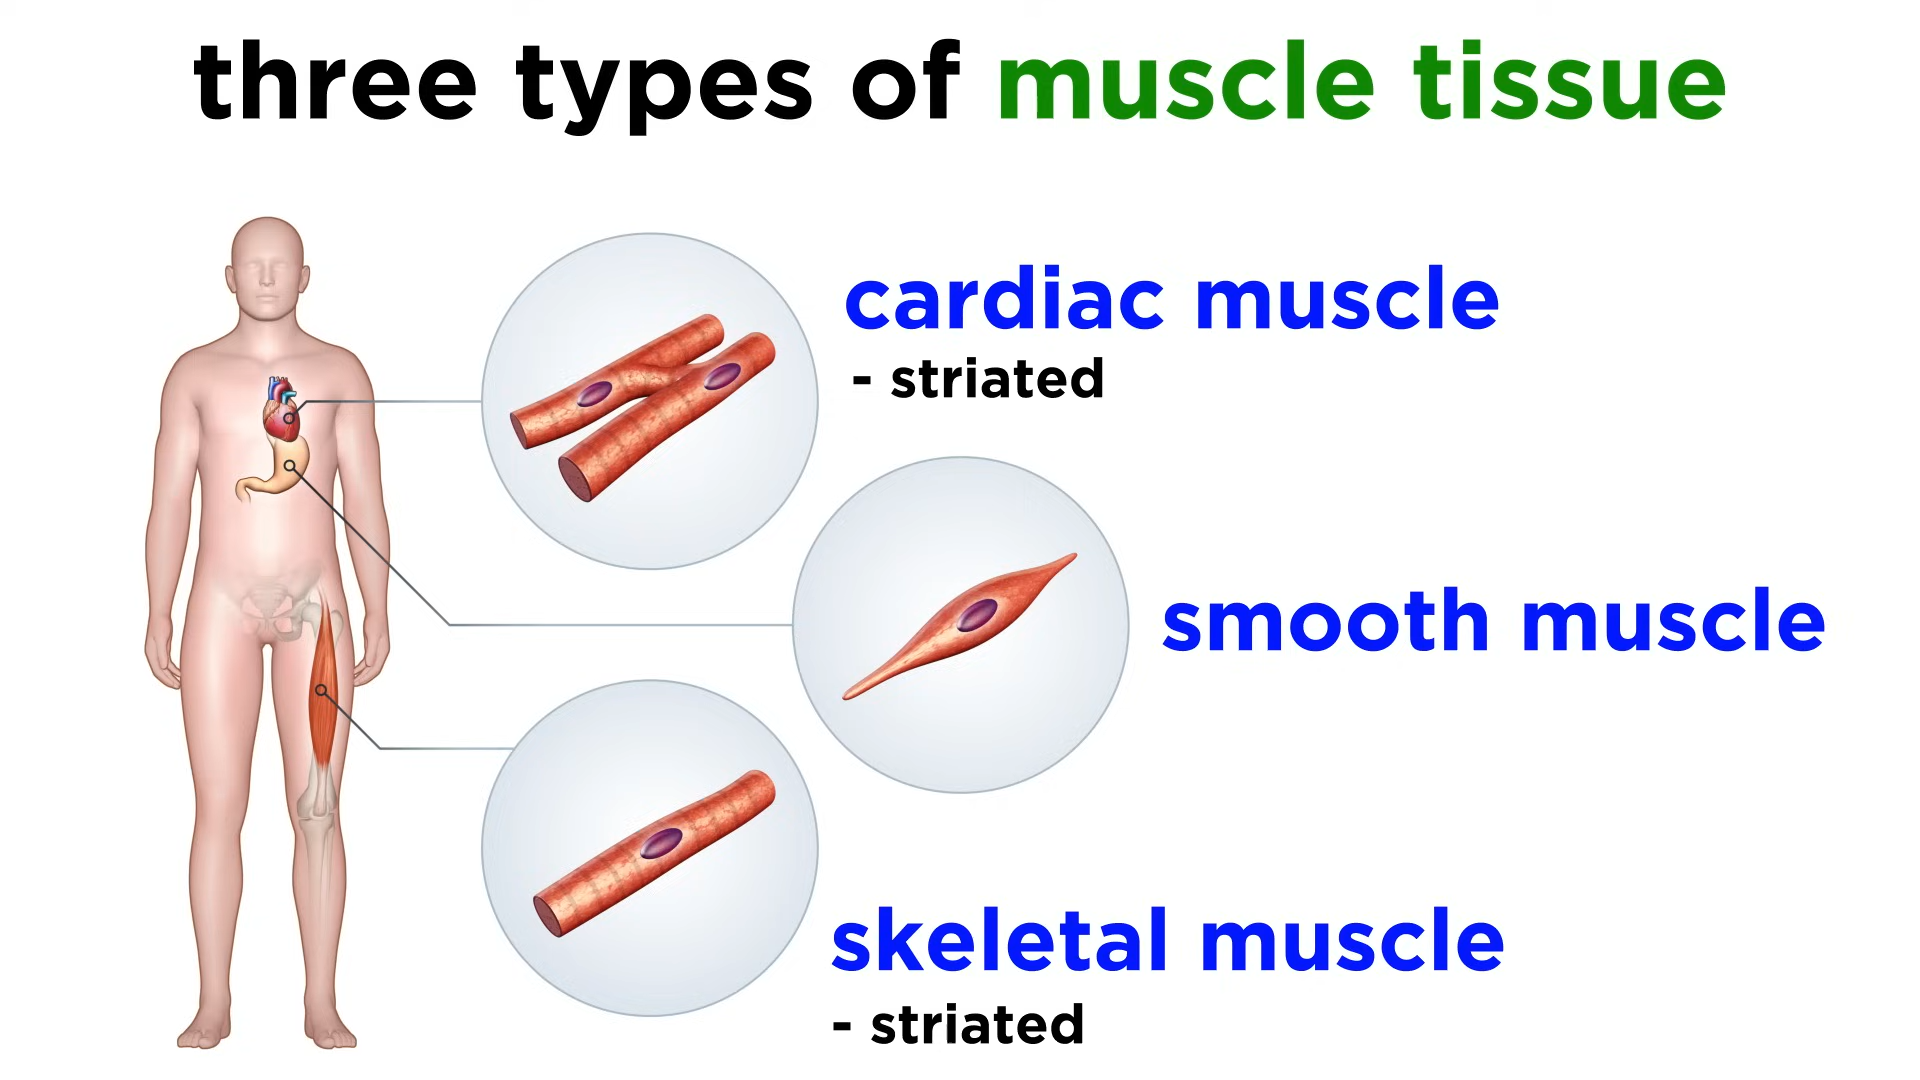 three types of muscle tissue
cardiac muscle
- striated
smooth muscle
skeletal muscle
- striated